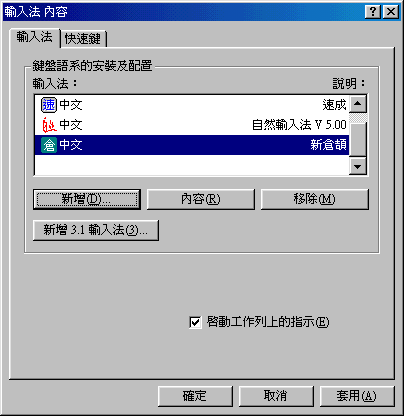 輸入法 內容
輸入法 快速鍵
鍵盤語系的安裝及配置
輸入法： 說明：
速 中文 速成
中文 自然輸入法 V 5.00
倉 中文 新倉頡
新增(D)... 內容(R) 移除(M)
新增 3.1 輸入法(3)...
啟動工作列上的指示(E)
確定 取消 套用(A)